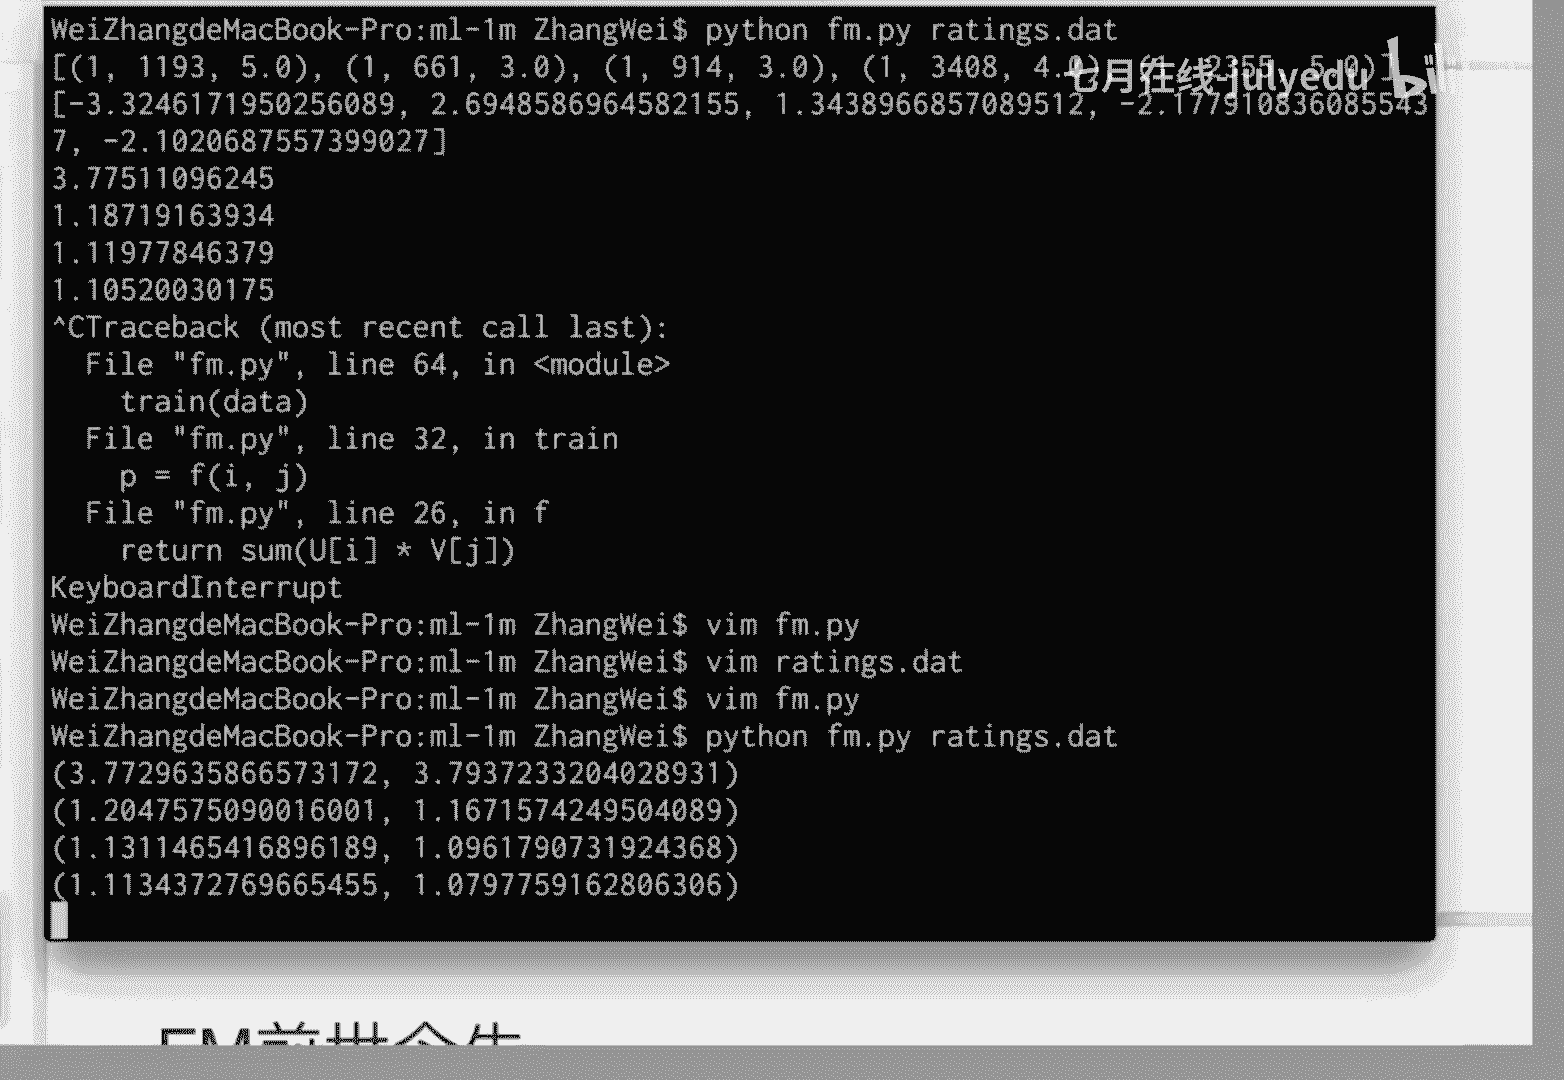 WeiZhangdeMacBook-Pro:ml-1m ZhangWei$ python fm.py ratings.dat
[(1, 1193, 5.0), (1, 661, 3.0), (1, 914, 3.0), (1, 3408, 4.0), (1, 2355, 5.0)]
七月在线-julyedu
[-3.3246171950256089, 2.6948586964582155, 1.3438966857089512, -2.177910836085543
7, -2.1020687557399027]
3.77511096245
1.18719163934
1.11977846379
1.10520030175
^CTraceback (most recent call last):
  File "fm.py", line 64, in <module>
    train(data)
  File "fm.py", line 32, in train
    p = f(i, j)
  File "fm.py", line 26, in f
    return sum(U[i] * V[j])
KeyboardInterrupt
WeiZhangdeMacBook-Pro:ml-1m ZhangWei$ vim fm.py
WeiZhangdeMacBook-Pro:ml-1m ZhangWei$ vim ratings.dat
WeiZhangdeMacBook-Pro:ml-1m ZhangWei$ vim fm.py
WeiZhangdeMacBook-Pro:ml-1m ZhangWei$ python fm.py ratings.dat
(3.7729635866573172, 3.7937233204028931)
(1.2047575090016001, 1.1671574249504089)
(1.1311465416896189, 1.0961790731924368)
(1.1134372769665455, 1.0797759162806306)